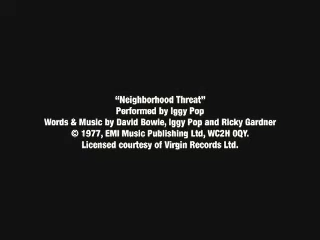 “Neighborhood Threat”
Performed by Iggy Pop
Words & Music by David Bowie, Iggy Pop and Ricky Gardner
© 1977, EMI Music Publishing Ltd, WC2H 0QY.
Licensed courtesy of Virgin Records Ltd.